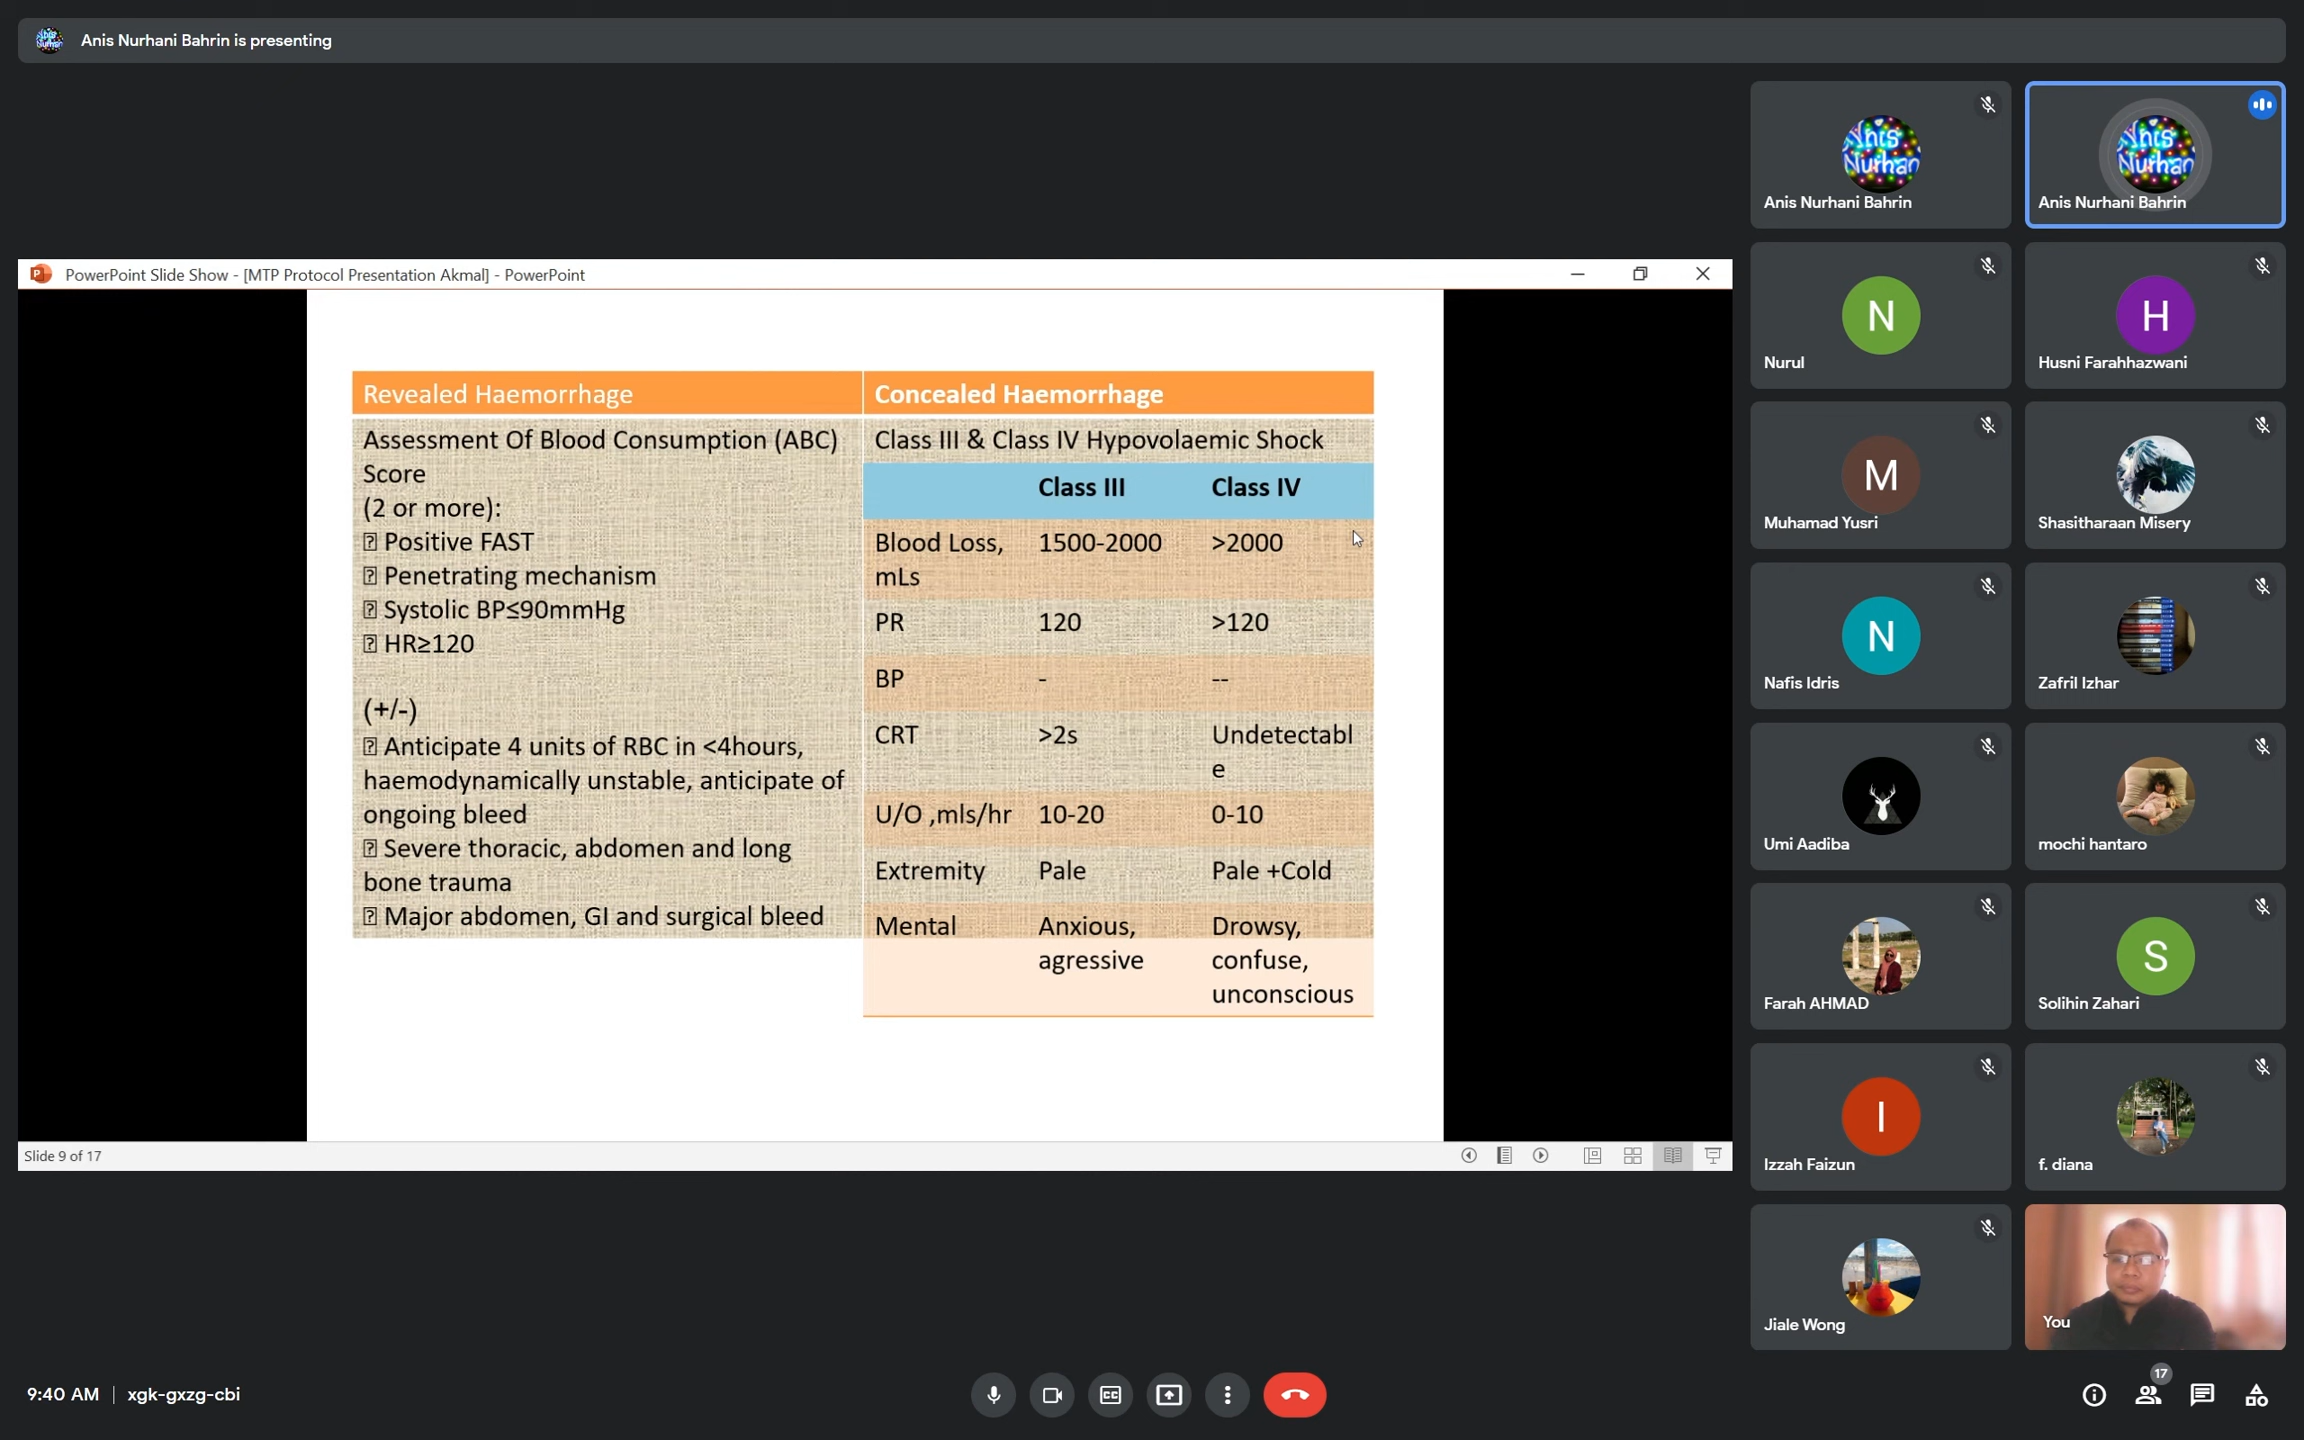 Anis Nurhani Bahrin is presenting
PowerPoint Slide Show - [MTP Protocol Presentation Akmal] - PowerPoint
Revealed Haemorrhage
Concealed Haemorrhage
Assessment Of Blood Consumption (ABC)
Score
(2 or more):
Positive FAST
Penetrating mechanism
Systolic BP≤90mmHg
HR≥120
(+/-)
Anticipate 4 units of RBC in <4hours,
haemodynamically unstable, anticipate of
ongoing bleed
Severe thoracic, abdomen and long
bone trauma
Major abdomen, GI and surgical bleed
Class III & Class IV Hypovolaemic Shock
Class III Class IV
Blood Loss, 1500-2000 >2000
mLs
PR 120 >120
BP - --
CRT >2s Undetectabl
e
U/O ,mls/hr 10-20 0-10
Extremity Pale Pale +Cold
Mental Anxious, Drowsy,
agressive confuse,
unconscious
Slide 9 of 17
Anis Nurhani Bahrin
Anis Nurhani Bahrin
N
Nurul
H
Husni Farahhazwani
M
Muhamad Yusri
Shasitharaan Misery
N
Nafis Idris
Zafril Izhar
Umi Aadiba
mochi hantaro
Farah AHMAD
S
Solihin Zahari
I
Izzah Faizun
f. diana
Jiale Wong
You
9:40 AM | xgk-gxzg-cbi
CC
17